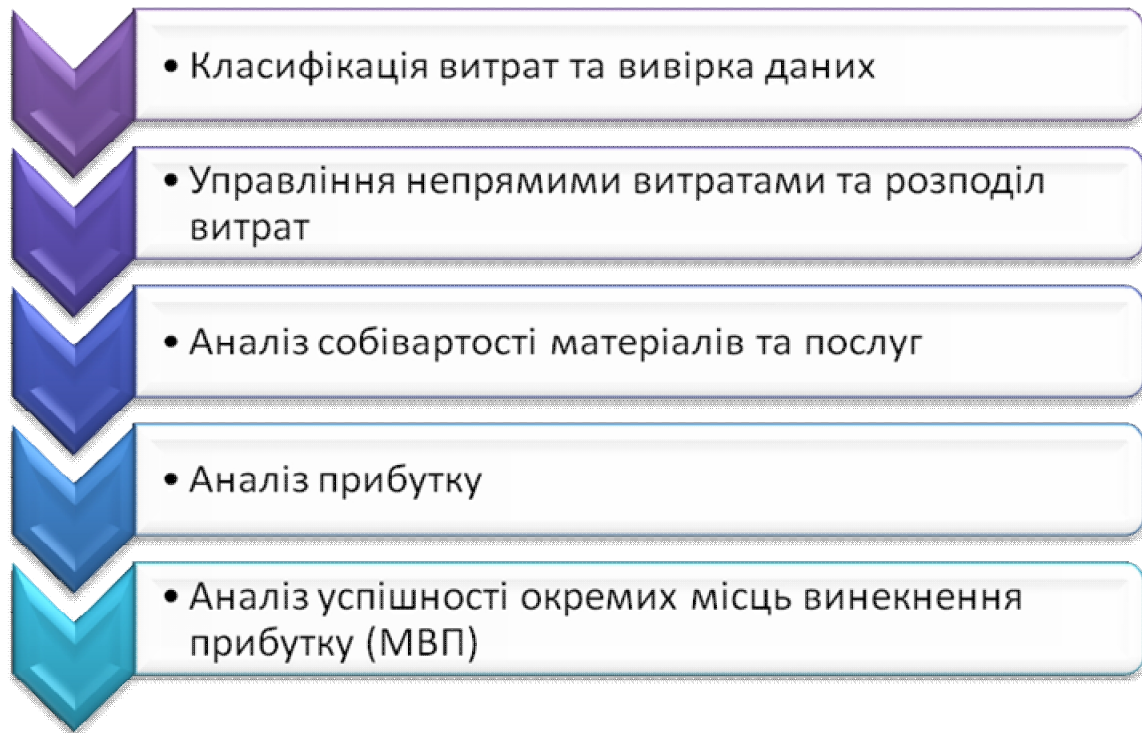 • Класифікація витрат та вивірка даних
• Управління непрямими витратами та розподіл
витрат
• Аналіз собівартості матеріалів та послуг
• Аналіз прибутку
• Аналіз успішності окремих місць винекнення
прибутку (МВП)